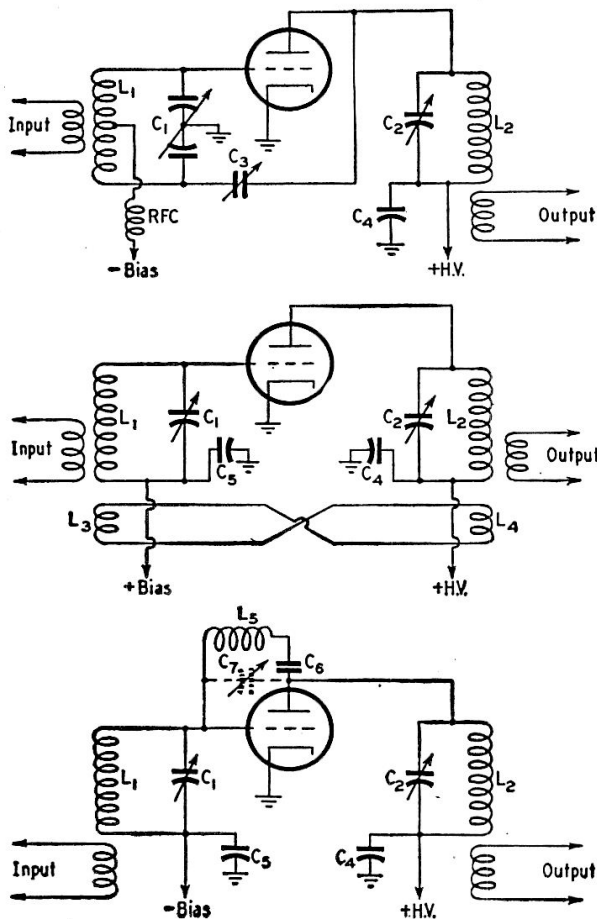 L1
Input
C1
C3
RFC
-Bias
C2
L2
C4
Output
+H.V.
L1
Input
C1
C5
C2
L2
C4
Output
L3
L4
+Bias
+H.V.
L5
C7
C6
L1
C1
C2
L2
Input
C5
C4
Output
-Bias
+H.V.